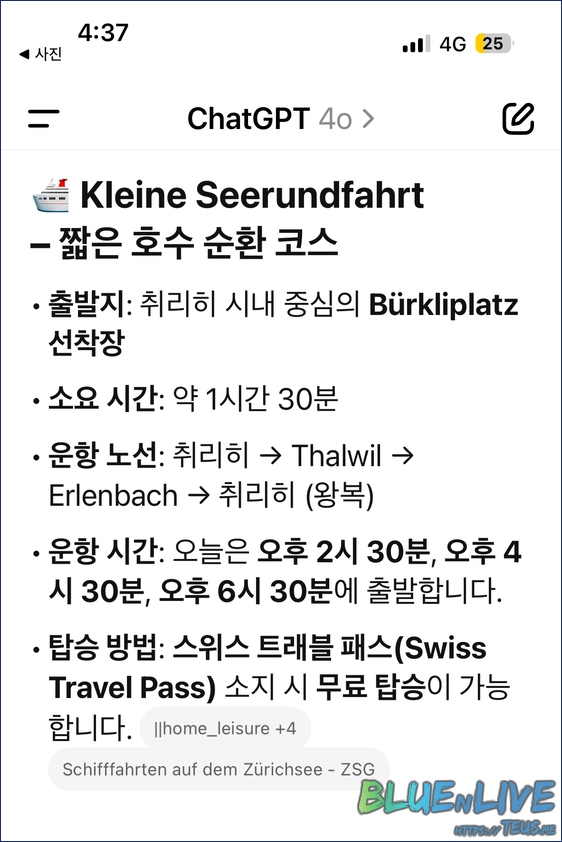 4:37
4G 25
◀ 사진
ChatGPT 4o >
🛳️ Kleine Seerundfahrt
– 짧은 호수 순환 코스
• 출발지: 취리히 시내 중심의 Bürkliplatz
선착장
• 소요 시간: 약 1시간 30분
• 운항 노선: 취리히 → Thalwil →
Erlenbach → 취리히 (왕복)
• 운항 시간: 오늘은 오후 2시 30분, 오후 4
시 30분, 오후 6시 30분에 출발합니다.
• 탑승 방법: 스위스 트래블 패스(Swiss
Travel Pass) 소지 시 무료 탑승이 가능
합니다. ||home_leisure +4
Schifffahrten auf dem Zürichsee - ZSG
BLUEnLIVE
https://TEUS.me